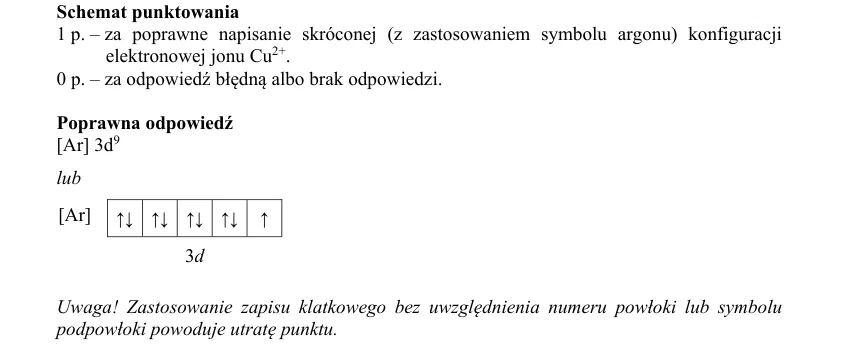 Schemat punktowania
1 p. – za poprawne napisanie skróconej (z zastosowaniem symbolu argonu) konfiguracji
elektronowej jonu Cu²⁺.
0 p. – za odpowiedź błędną albo brak odpowiedzi.
Poprawna odpowiedź
[Ar] 3d⁹
lub
[Ar] ↑↓ ↑↓ ↑↓ ↑↓ ↑
3d
Uwaga! Zastosowanie zapisu klatkowego bez uwzględnienia numeru powłoki lub symbolu
podpowłoki powoduje utratę punktu.